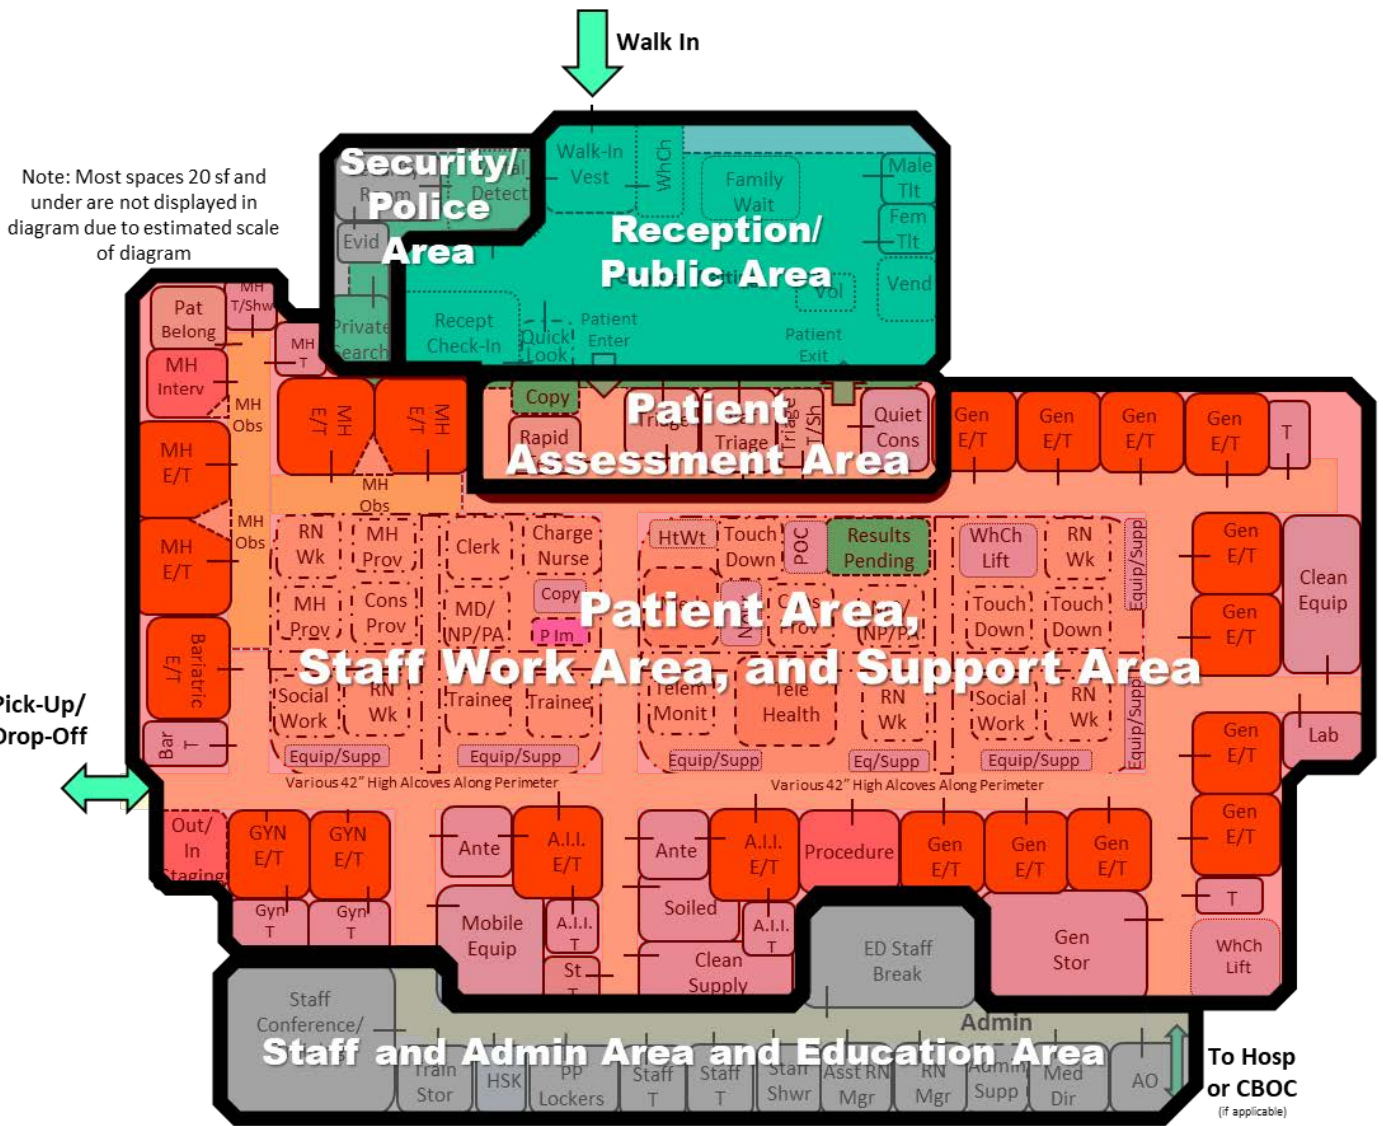 Walk In
Note: Most spaces 20 sf and
under are not displayed in
diagram due to estimated scale
of diagram
Security/
Police
Area
Room
Detect
Evid
Private
Search
Walk-In
Vest
WhCh
Family
Wait
Male
Tlt
Fem
Tlt
Reception/
Public Area
Vol
Vend
Recept
Check-In
Quick
Look
Patient
Enter
Patient
Exit
Pat
Belong
MH
T/Shw
MH
T
MH
Interv
MH
Obs
MH
E/T
MH
E/T
MH
Obs
Copy
Rapid
Patient
Assessment Area
Triage
Triage
Triage
T/Sh
Quiet
Cons
Gen
E/T
Gen
E/T
Gen
E/T
Gen
E/T
T
MH
E/T
MH
E/T
MH
Obs
RN
Wk
MH
Prov
Clerk
Charge
Nurse
HtWt
Touch
Down
POC
Results
Pending
WhCh
Lift
RN
Wk
Equip/Supp
Gen
E/T
Clean
Equip
MH
Prov
Cons
Prov
MD/
NP/PA
Copy
P Im
NP/PA
Touch
Down
Touch
Down
Gen
E/T
Patient Area,
Staff Work Area, and Support Area
Bariatric
E/T
Social
Work
RN
Wk
Trainee
Trainee
Telem
Monit
Tele
Health
RN
Wk
Social
Work
RN
Wk
Equip/Supp
Pick-Up/
Drop-Off
Bar
T
Equip/Supp
Equip/Supp
Equip/Supp
Eq/Supp
Equip/Supp
Gen
E/T
Lab
Various 42” High Alcoves Along Perimeter
Various 42” High Alcoves Along Perimeter
Out/
In
Staging
GYN
E/T
GYN
E/T
Ante
A.I.I.
E/T
Ante
A.I.I.
E/T
Procedure
Gen
E/T
Gen
E/T
Gen
E/T
Gen
E/T
Gyn
T
Gyn
T
Mobile
Equip
A.I.I.
T
St
T
Soiled
A.I.I.
T
Clean
Supply
ED Staff
Break
Gen
Stor
T
WhCh
Lift
Staff
Conference/
Admin
Staff and Admin Area and Education Area
Train
Stor
HSK
PP
Lockers
Staff
T
Staff
T
Staff
Shwr
Asst RN
Mgr
RN
Mgr
Admin
Supp
Med
Dir
AO
To Hosp
or CBOC
(if applicable)